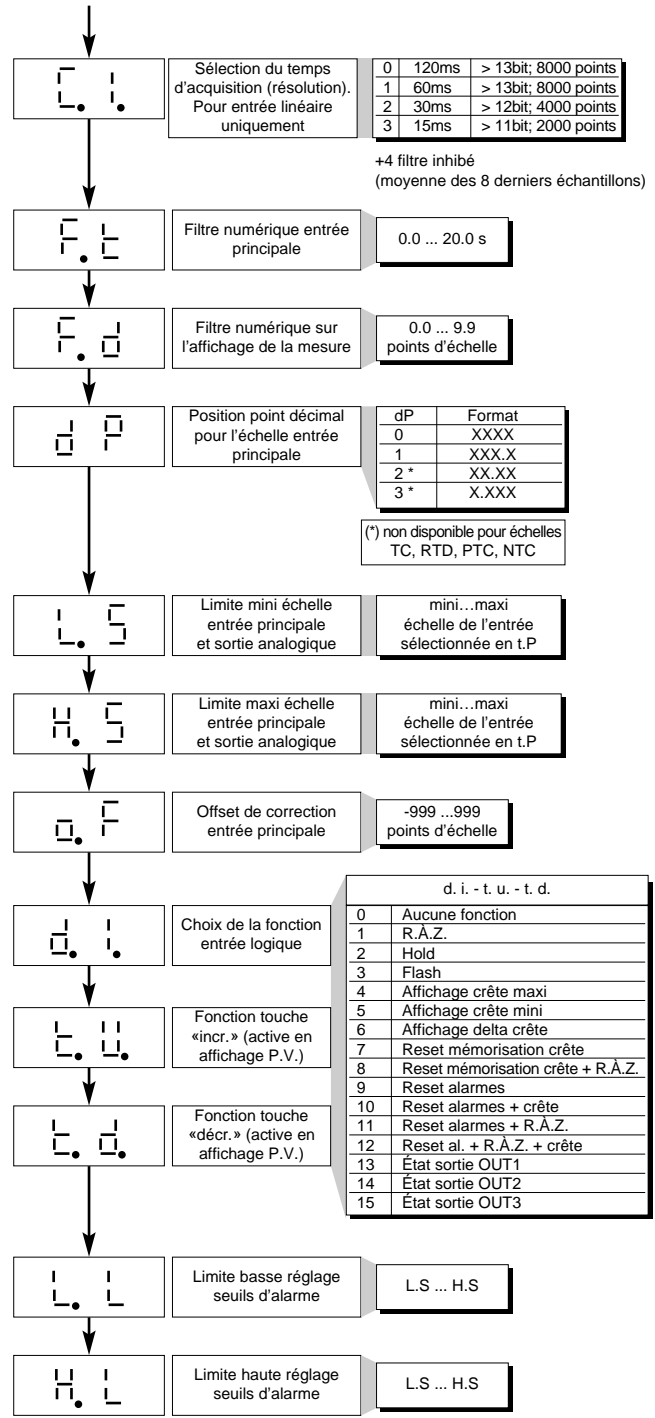 C. I.
Sélection du temps
d'acquisition (résolution).
Pour entrée linéaire
uniquement
0 120ms > 13bit; 8000 points
1 60ms > 13bit; 8000 points
2 30ms > 12bit; 4000 points
3 15ms > 11bit; 2000 points
+4 filtre inhibé
(moyenne des 8 derniers échantillons)
F. t
Filtre numérique entrée
principale
0.0 ... 20.0 s
F. d
Filtre numérique sur
l'affichage de la mesure
0.0 ... 9.9
points d'échelle
d P
Position point décimal
pour l'échelle entrée
principale
dP Format
0 XXXX
1 XXX.X
2 * XX.XX
3 * X.XXX
(*) non disponible pour échelles
TC, RTD, PTC, NTC
L. S
Limite mini échelle
entrée principale
et sortie analogique
mini…maxi
échelle de l'entrée
sélectionnée en t.P
H. S
Limite maxi échelle
entrée principale
et sortie analogique
mini…maxi
échelle de l'entrée
sélectionnée en t.P
o. F
Offset de correction
entrée principale
-999 ...999
points d'échelle
d. I.
Choix de la fonction
entrée logique
t. U.
Fonction touche
«incr.» (active en
affichage P.V.)
t. d.
Fonction touche
«décr.» (active en
affichage P.V.)
d. i. - t. u. - t. d.
0 Aucune fonction
1 R.À.Z.
2 Hold
3 Flash
4 Affichage crête maxi
5 Affichage crête mini
6 Affichage delta crête
7 Reset mémorisation crête
8 Reset mémorisation crête + R.À.Z.
9 Reset alarmes
10 Reset alarmes + crête
11 Reset alarmes + R.À.Z.
12 Reset al. + R.À.Z. + crête
13 État sortie OUT1
14 État sortie OUT2
15 État sortie OUT3
L. L
Limite basse réglage
seuils d'alarme
L.S ... H.S
H. L
Limite haute réglage
seuils d'alarme
L.S ... H.S